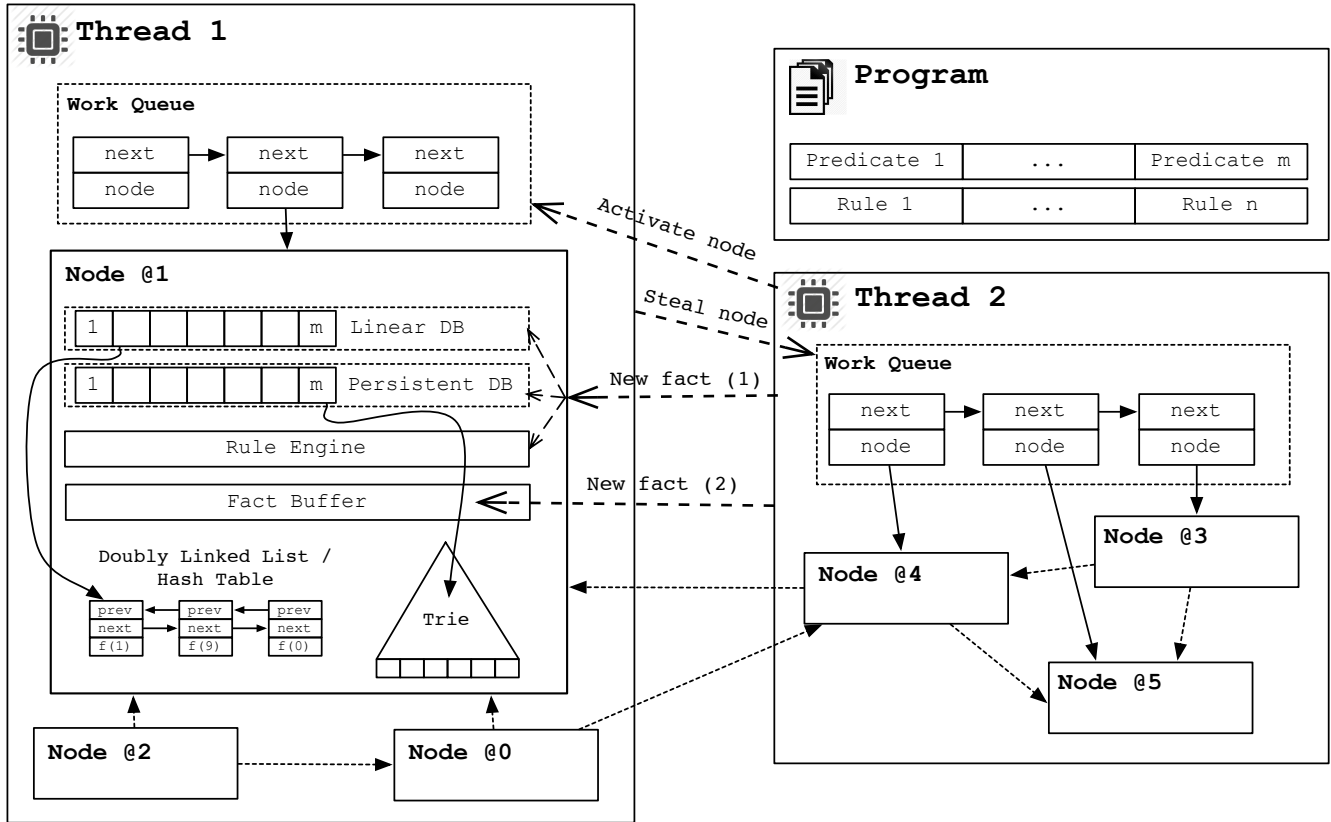 Thread 1
Work Queue
next next next
node node node
Node @1
1 m Linear DB
1 m Persistent DB
Rule Engine
Fact Buffer
Doubly Linked List /
Hash Table
prev prev prev
next next next
f(1) f(9) f(0)
Trie
Node @2
Node @0
Activate node
Steal node
New fact (1)
New fact (2)
Program
Predicate 1 ... Predicate m
Rule 1 ... Rule n
Thread 2
Work Queue
next next next
node node node
Node @3
Node @4
Node @5